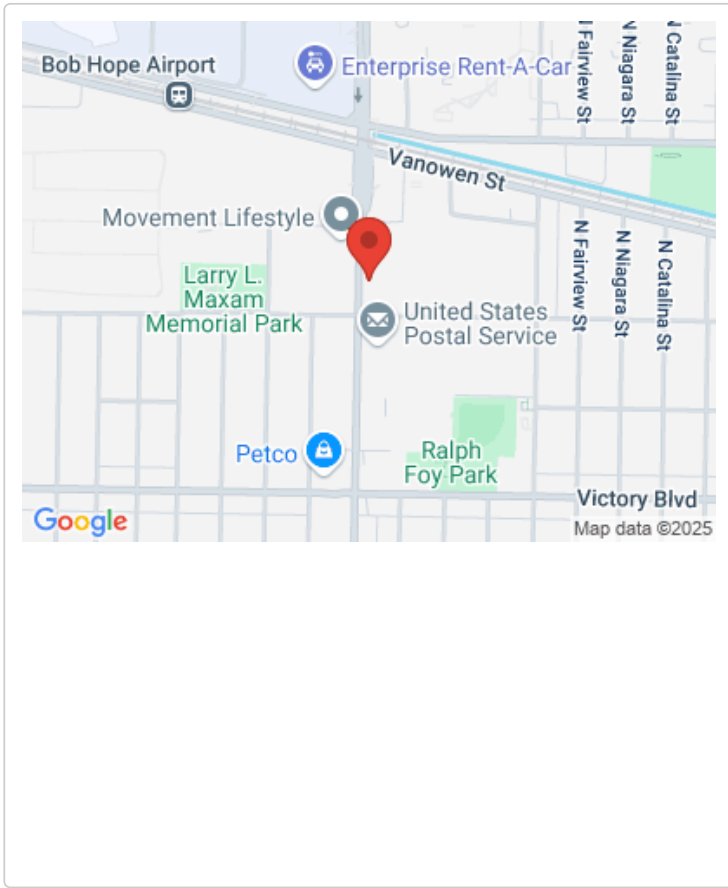 Bob Hope Airport
Enterprise Rent-A-Car
N Fairview St
N Niagara St
N Catalina St
Vanowen St
Movement Lifestyle
Larry L.
Maxam
Memorial Park
N Fairview St
N Niagara St
N Catalina St
United States
Postal Service
Petco
Ralph
Foy Park
Victory Blvd
Google
Map data ©2025